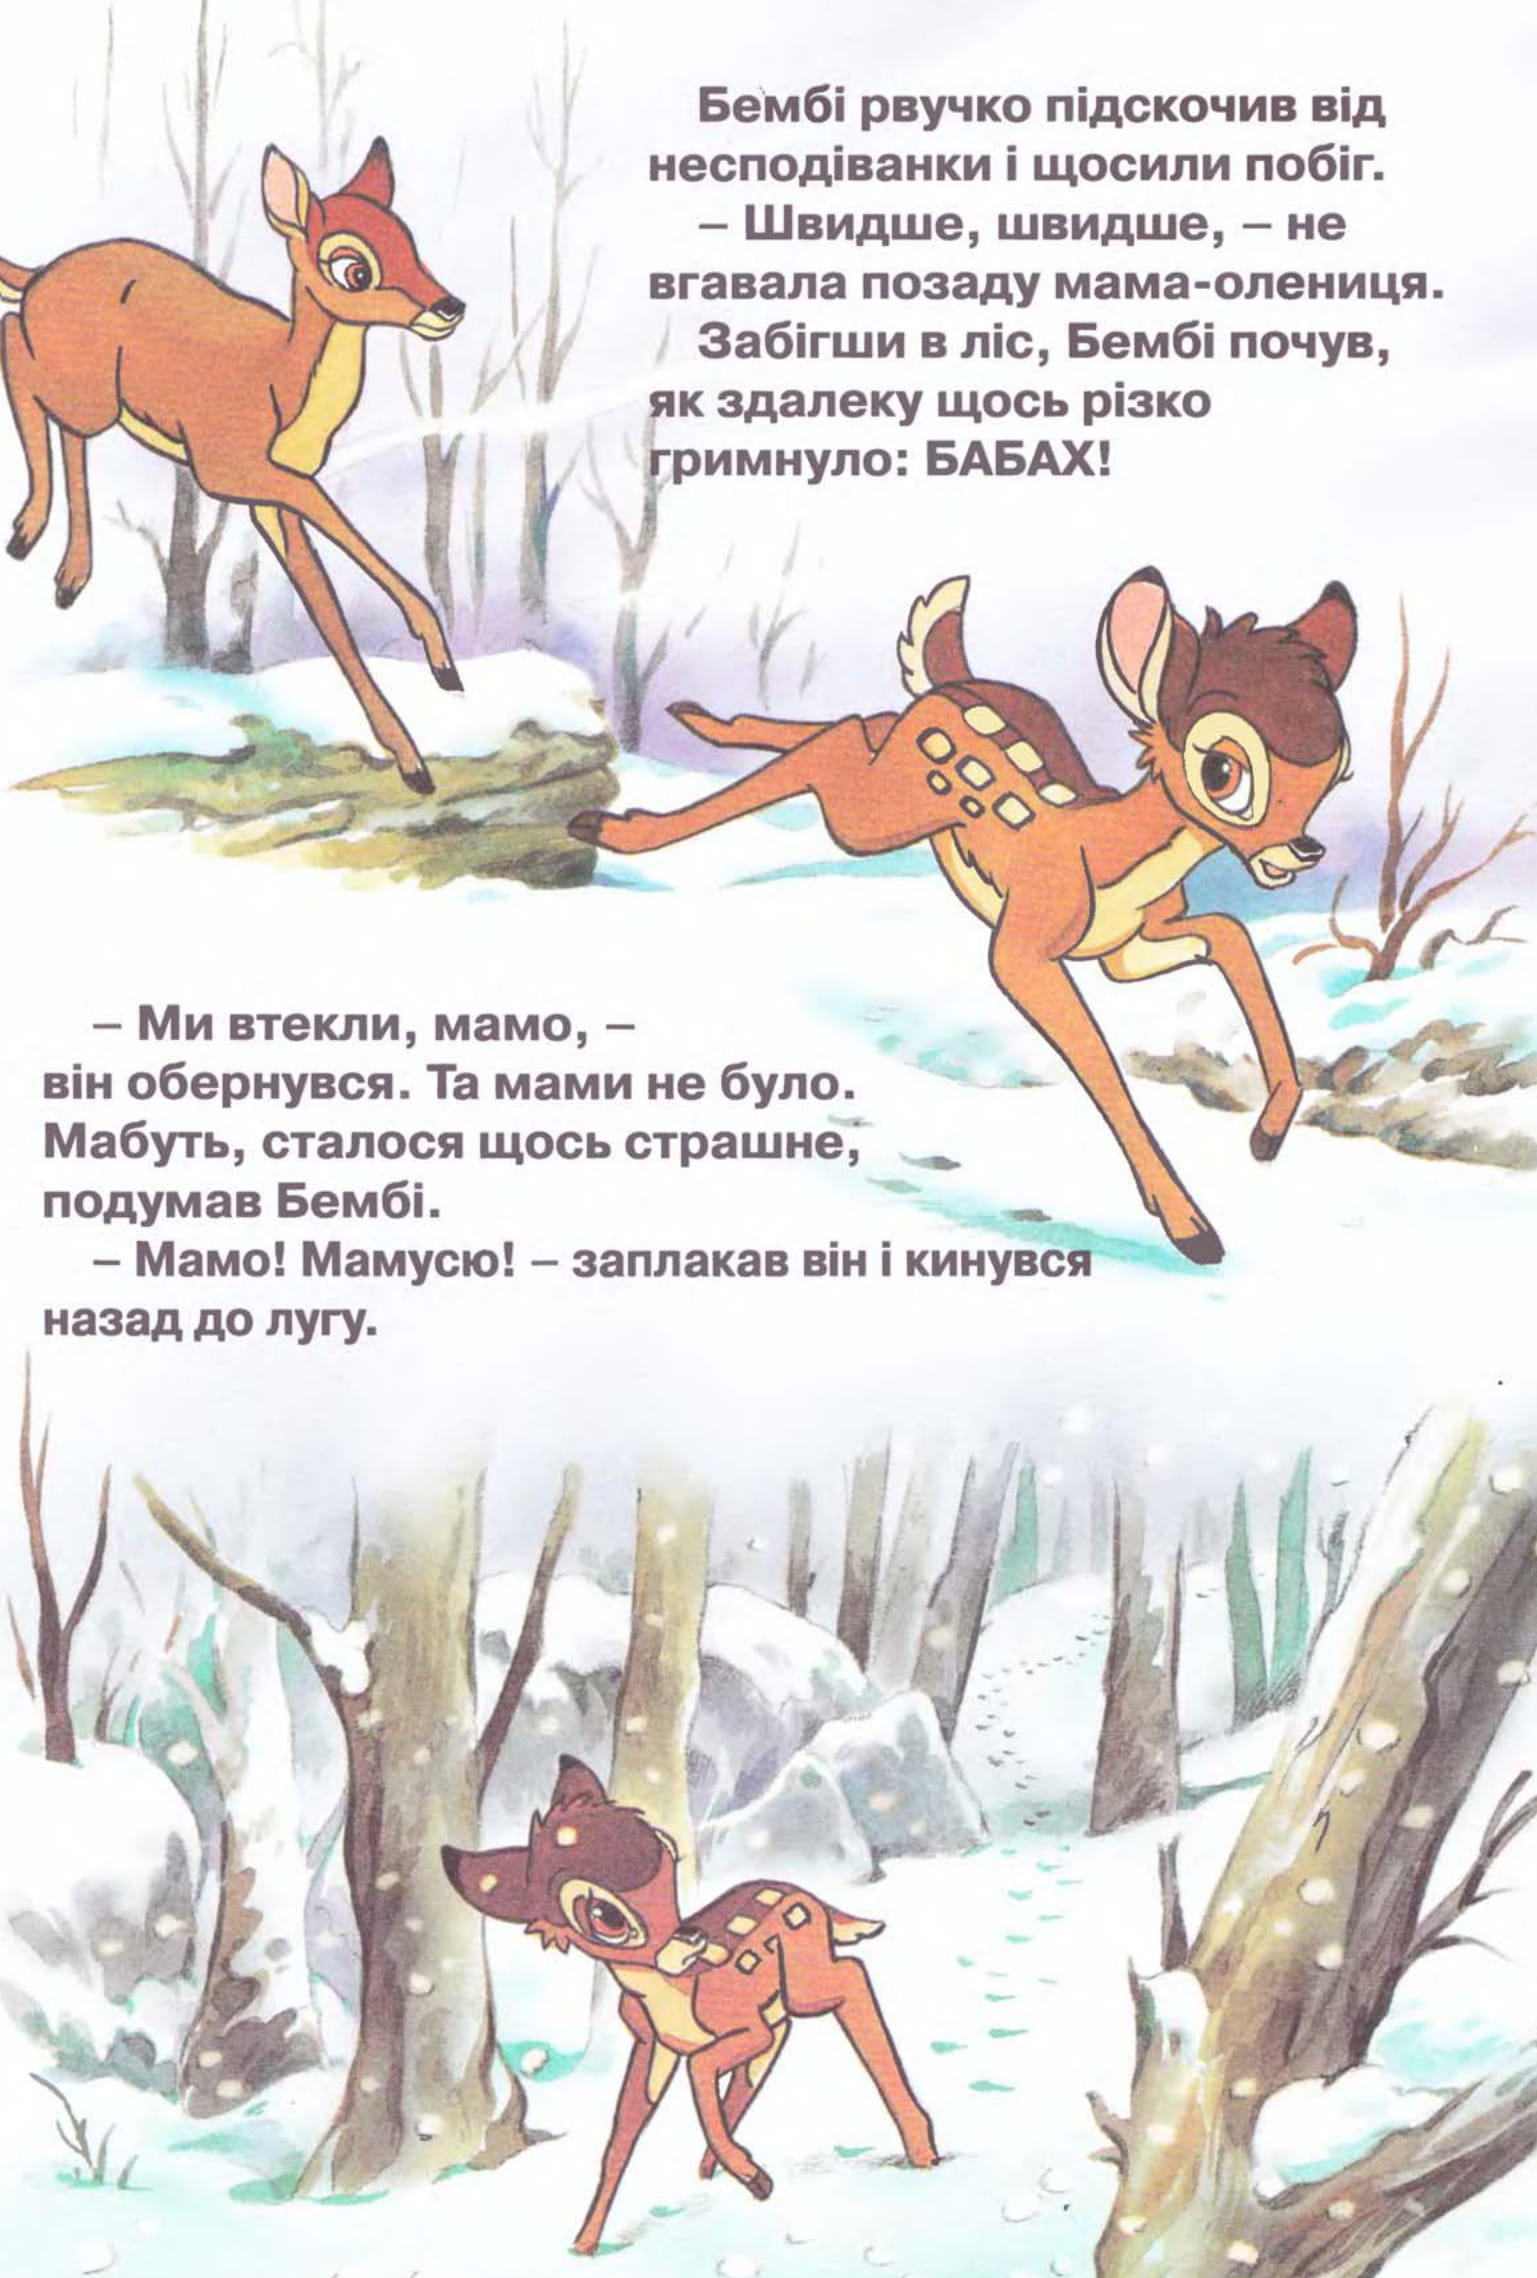 Бембі рвучко підскочив від
несподіванки і щосили побіг.
– Швидше, швидше, – не
вгавала позаду мама-олениця.
Забігши в ліс, Бембі почув,
як здалеку щось різко
гримнуло: БАБАХ!
– Ми втекли, мамо, –
він обернувся. Та мами не було.
Мабуть, сталося щось страшне,
подумав Бембі.
– Мамо! Мамусю! – заплакав він і кинувся
назад до лугу.